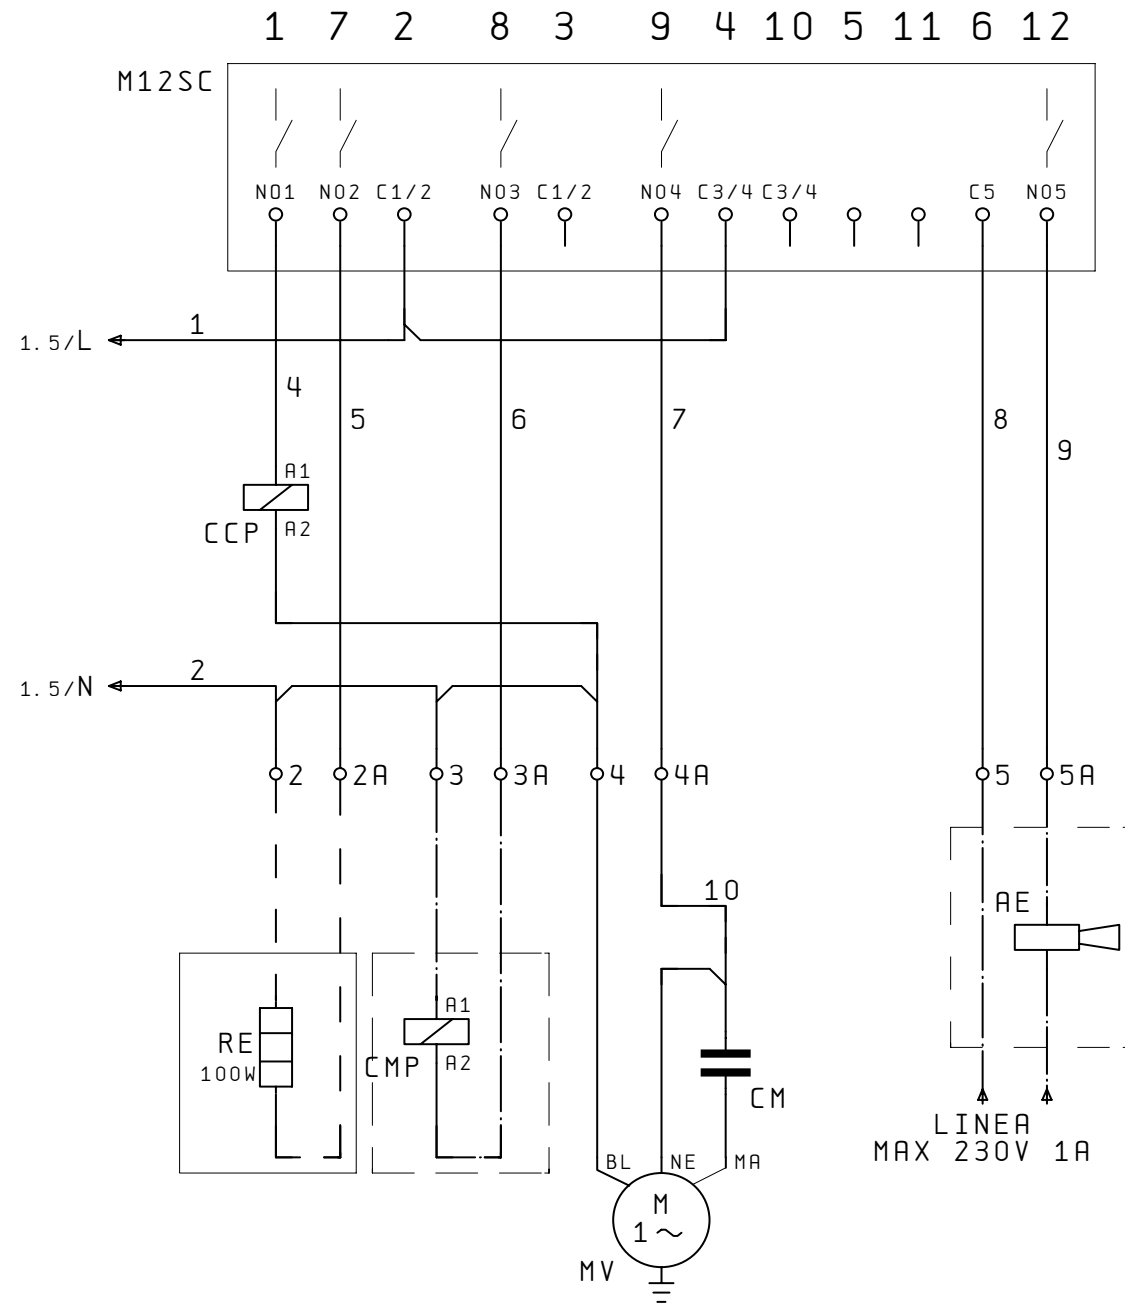 1 7 2 8 3 9 4 10 5 11 6 12
M12SC
NO1 NO2 C1/2 NO3 C1/2 NO4 C3/4 C3/4 C5 NO5
1
1.5/L
4
5 6 7 8
9
A1
CCP A2
2
1.5/N
2 2A 3 3A 4 4A 5 5A
10
AE
A1
RE
CMP A2
100W
CM
LINEA
MAX 230V 1A
BL NE MA
M
1~
MV